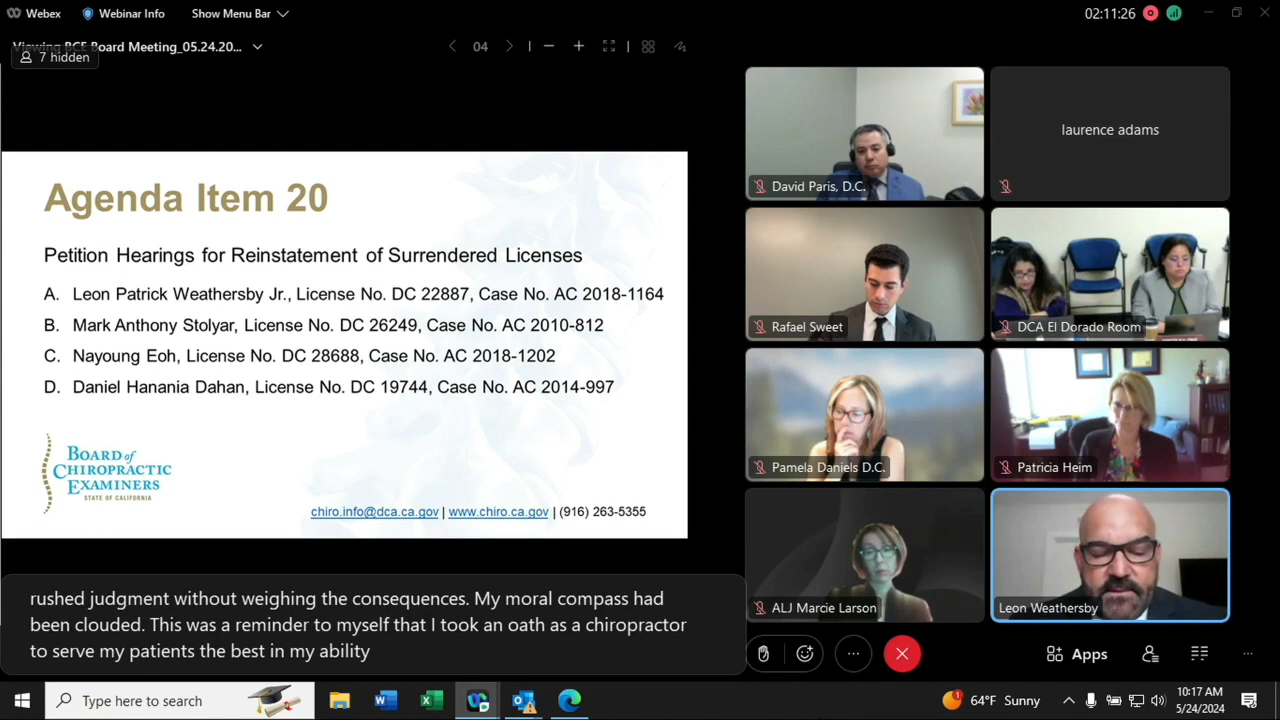 Webex
Webinar Info
Show Menu Bar
02:11:26
Viewing BCE Board Meeting_05.24.20...
04
7 hidden
Agenda Item 20
Petition Hearings for Reinstatement of Surrendered Licenses
A. Leon Patrick Weathersby Jr., License No. DC 22887, Case No. AC 2018-1164
B. Mark Anthony Stolyar, License No. DC 26249, Case No. AC 2010-812
C. Nayoung Eoh, License No. DC 28688, Case No. AC 2018-1202
D. Daniel Hanania Dahan, License No. DC 19744, Case No. AC 2014-997
BOARD of
CHIROPRACTIC
EXAMINERS
STATE OF CALIFORNIA
chiro.info@dca.ca.gov | www.chiro.ca.gov | (916) 263-5355
David Paris, D.C.
laurence adams
Rafael Sweet
DCA El Dorado Room
Pamela Daniels D.C.
Patricia Heim
ALJ Marcie Larson
Leon Weathersby
rushed judgment without weighing the consequences. My moral compass had
been clouded. This was a reminder to myself that I took an oath as a chiropractor
to serve my patients the best in my ability
Apps
Type here to search
1
64°F Sunny
10:17 AM
5/24/2024